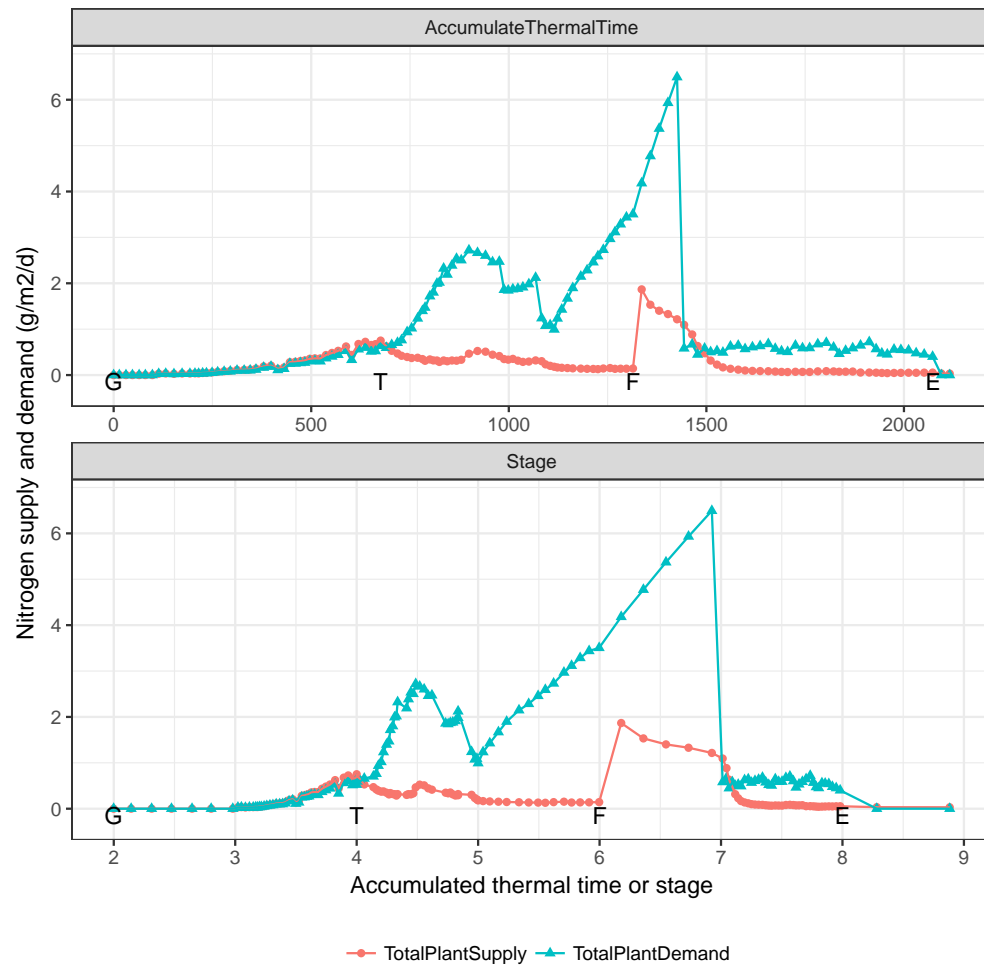 AccumulateThermalTime
6
4
2
0
G T F E
0 500 1000 1500 2000
Stage
6
4
2
0
G T F E
2 3 4 5 6 7 8 9
Accumulated thermal time or stage
Nitrogen supply and demand (g/m2/d)
TotalPlantSupply TotalPlantDemand